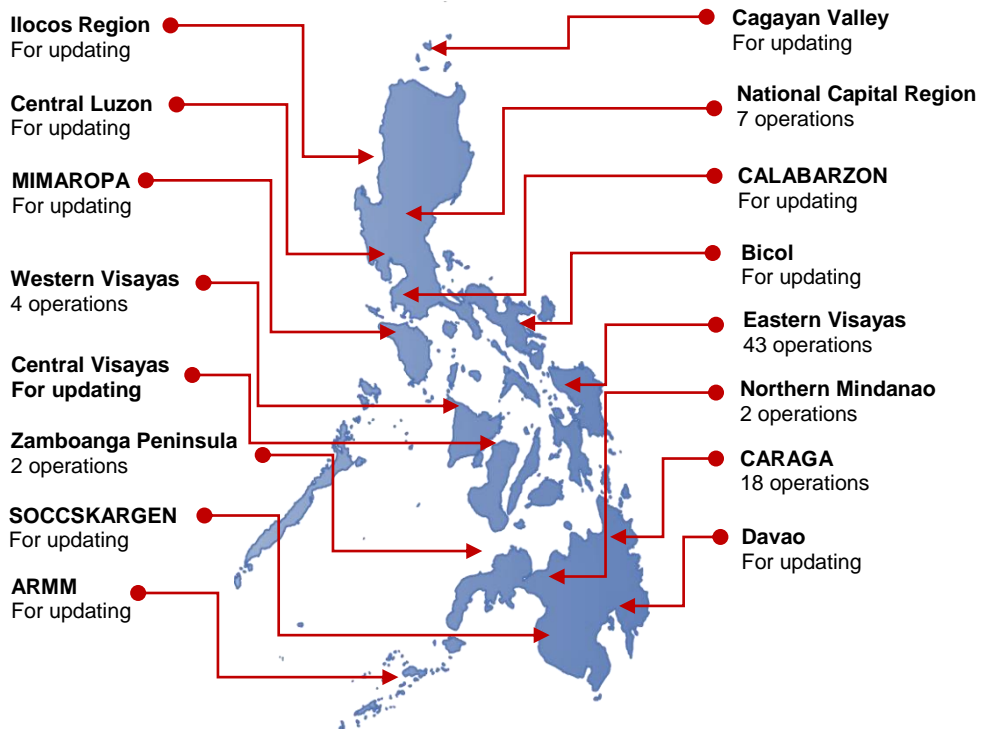 Ilocos Region
For updating
Central Luzon
For updating
MIMAROPA
For updating
Western Visayas
4 operations
Central Visayas
For updating
Zamboanga Peninsula
2 operations
SOCCSKARGEN
For updating
ARMM
For updating
Cagayan Valley
For updating
National Capital Region
7 operations
CALABARZON
For updating
Bicol
For updating
Eastern Visayas
43 operations
Northern Mindanao
2 operations
CARAGA
18 operations
Davao
For updating